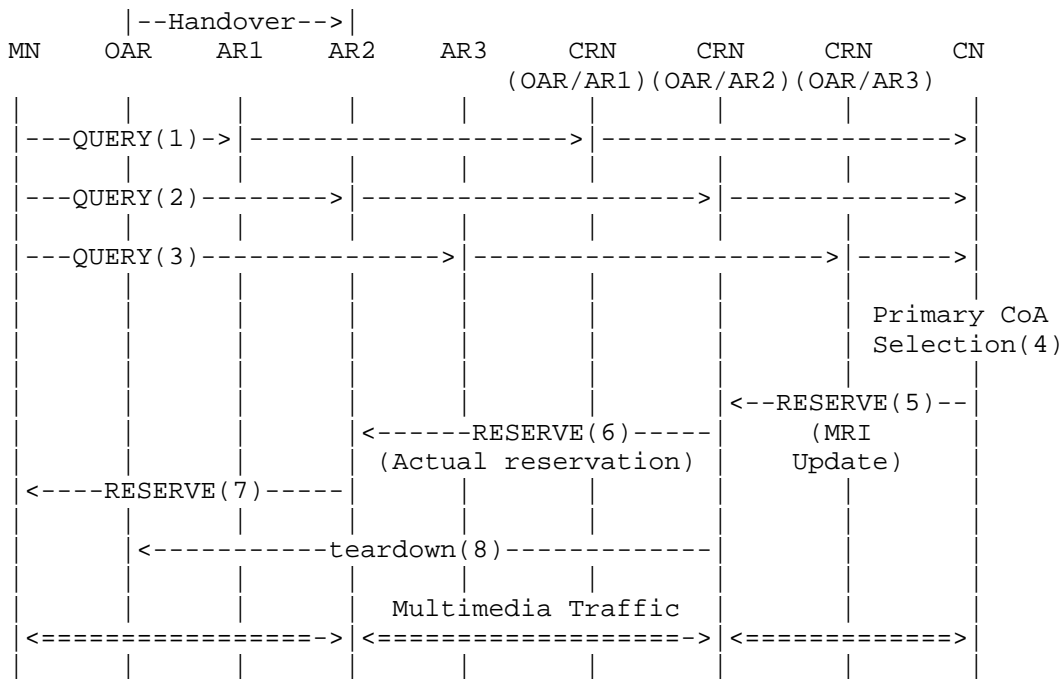 |--Handover-->|
MN OAR AR1 AR2 AR3 CRN CRN CRN CN
(OAR/AR1)(OAR/AR2)(OAR/AR3)
|---QUERY(1)->|------------------>|---------------------->|
|---QUERY(2)-------->|-------------------->|-------------->|
|---QUERY(3)--------------->|---------------------->|------>|
Primary CoA
Selection(4)
|<--RESERVE(5)--|
|<------RESERVE(6)-----| (MRI
(Actual reservation) Update)
|<----RESERVE(7)-----|
|<-----------teardown(8)-------------|
Multimedia Traffic
|<=================->|<===================->|<=============>|